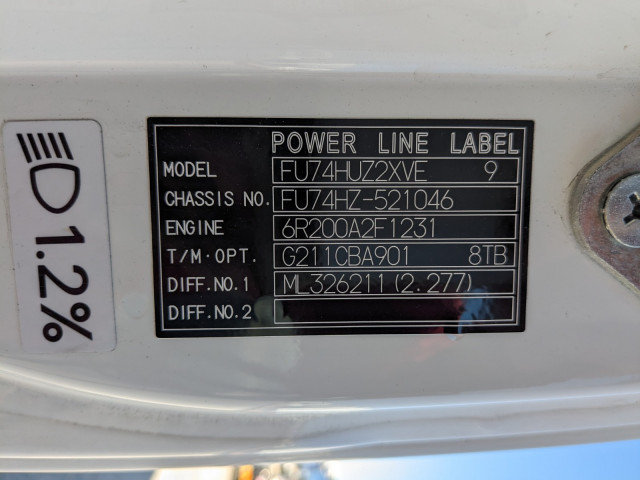 1.2%
POWER LINE LABEL
MODEL FU74HUZ2XVE 9
CHASSIS NO. FU74HZ-521046
ENGINE 6R200A2F1231
T/M·OPT. G211CBA901 8TB
DIFF.NO.1 ML326211(2.277)
DIFF.NO.2